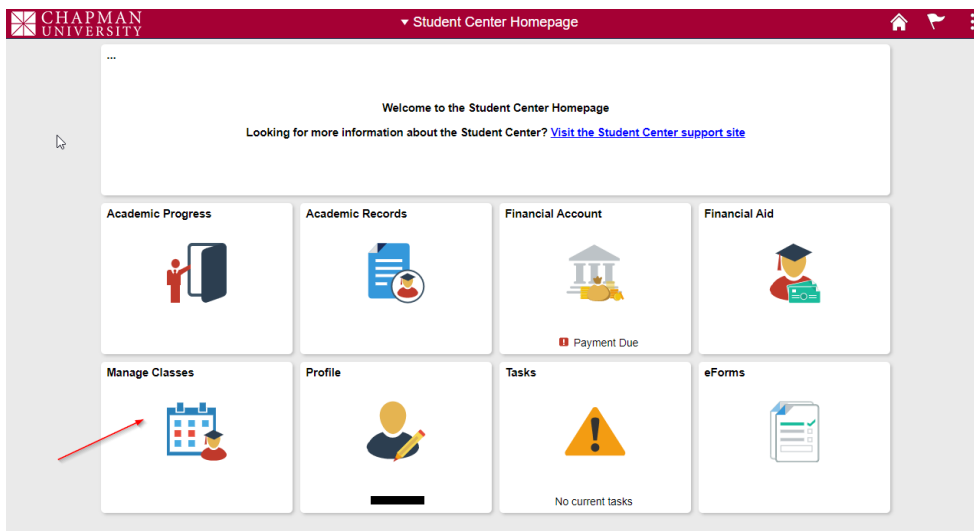 CHAPMAN
UNIVERSITY
Student Center Homepage
...
Welcome to the Student Center Homepage
Looking for more information about the Student Center? Visit the Student Center support site
Academic Progress
Academic Records
Financial Account
Financial Aid
Payment Due
Manage Classes
Profile
Tasks
eForms
No current tasks